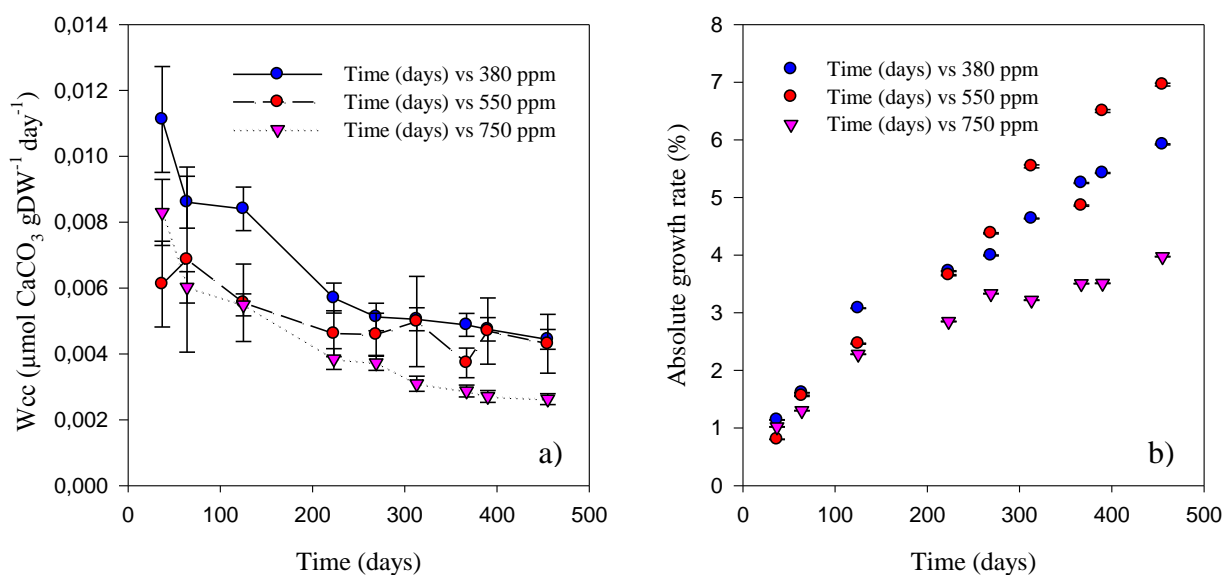 0,014
0,012
0,010
0,008
0,006
0,004
0,002
0,000
Wcc (µmol CaCO₃ gDW⁻¹ day⁻¹)
Time (days) vs 380 ppm
Time (days) vs 550 ppm
Time (days) vs 750 ppm
a)
0 100 200 300 400 500
Time (days)
8
7
6
5
4
3
2
1
0
Absolute growth rate (%)
Time (days) vs 380 ppm
Time (days) vs 550 ppm
Time (days) vs 750 ppm
b)
0 100 200 300 400 500
Time (days)